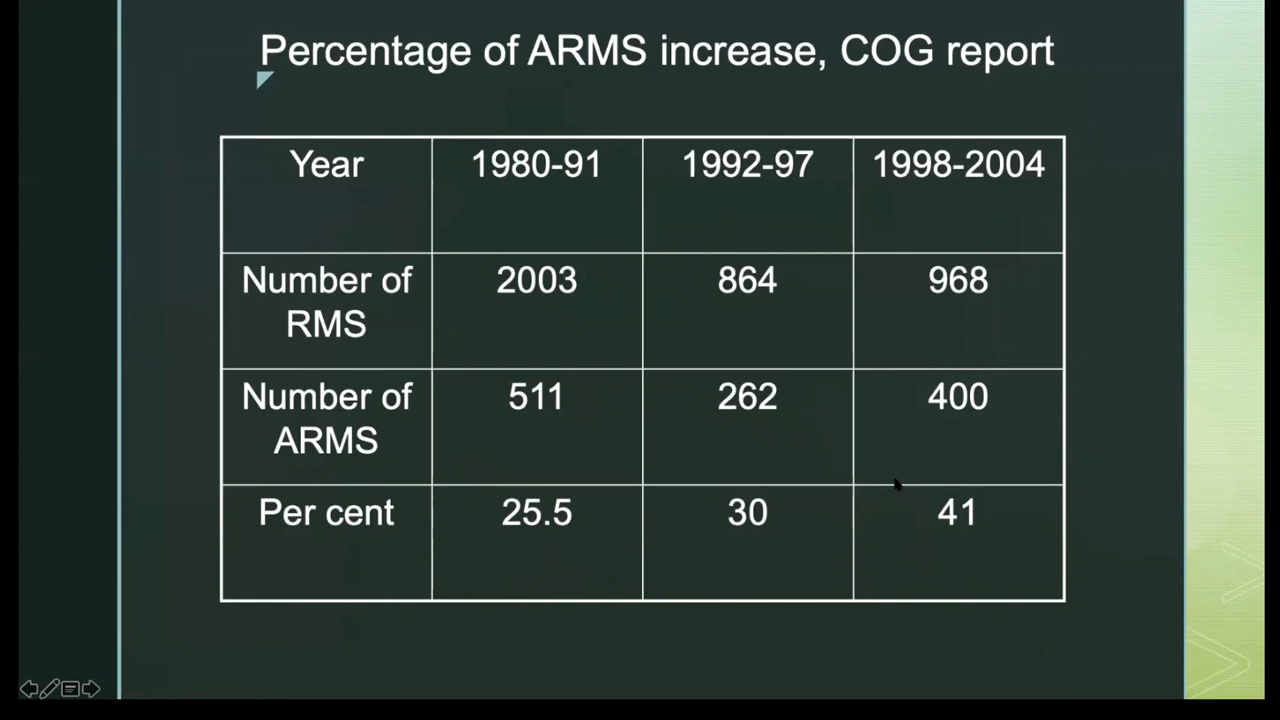 Percentage of ARMS increase, COG report
Year 1980-91 1992-97 1998-2004
Number of 2003 864 968
RMS
Number of 511 262 400
ARMS
Per cent 25.5 30 41